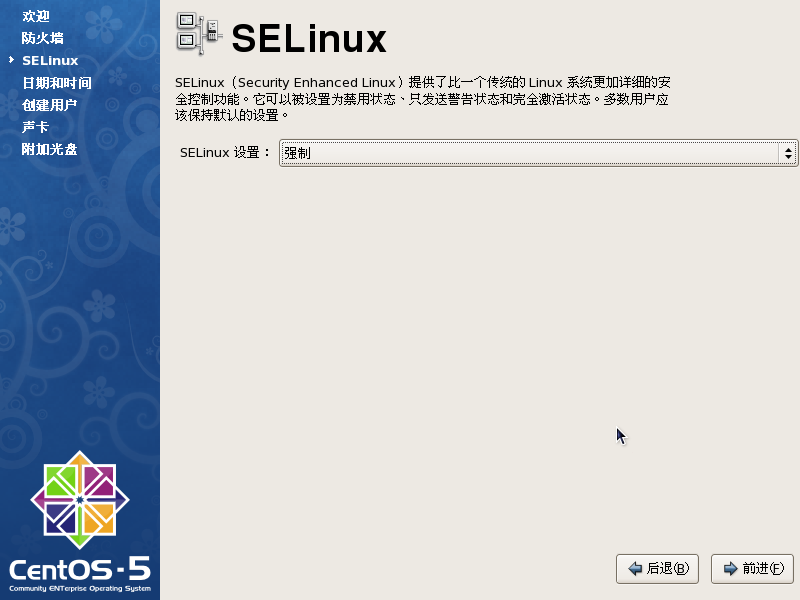 欢迎
防火墙
SELinux
日期和时间
创建用户
声卡
附加光盘
SELinux
SELinux（Security Enhanced Linux）提供了比一个传统的 Linux 系统更加详细的安
全控制功能。它可以被设置为禁用状态、只发送警告状态和完全激活状态。多数用户应
该保持默认的设置。
SELinux 设置： 强制
CentOS-5
Community ENTerprise Operating System
后退(B) 前进(F)